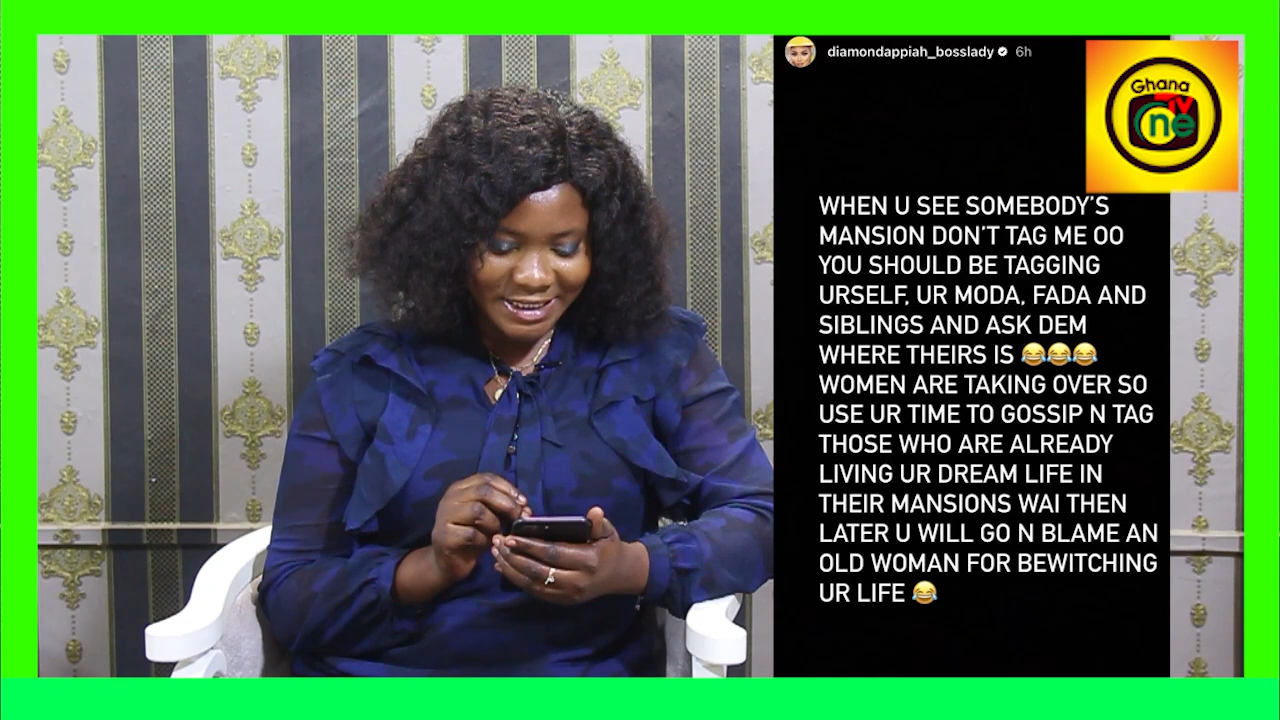 diamondappiah_bosslady 6h
Ghana
TV
One
WHEN U SEE SOMEBODY'S
MANSION DON'T TAG ME OO
YOU SHOULD BE TAGGING
URSELF, UR MODA, FADA AND
SIBLINGS AND ASK DEM
WHERE THEIRS IS 😂😂😂
WOMEN ARE TAKING OVER SO
USE UR TIME TO GOSSIP N TAG
THOSE WHO ARE ALREADY
LIVING UR DREAM LIFE IN
THEIR MANSIONS WAI THEN
LATER U WILL GO N BLAME AN
OLD WOMAN FOR BEWITCHING
UR LIFE 😂